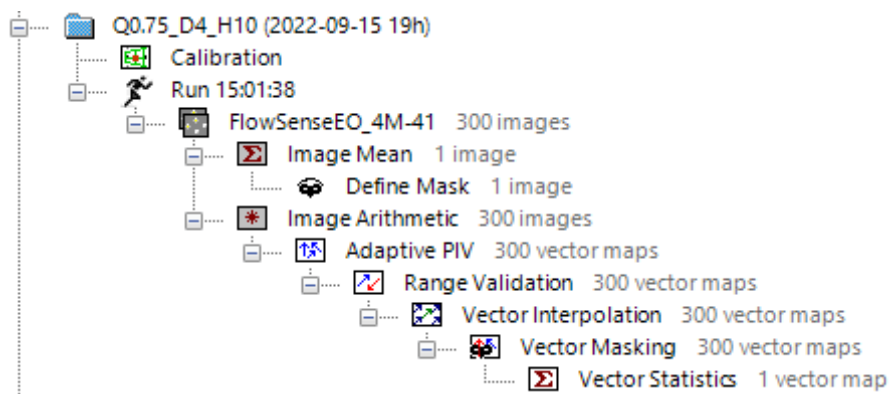 Q0.75_D4_H10 (2022-09-15 19h)
Calibration
Run 15:01:38
FlowSenseEO_4M-41 300 images
Image Mean 1 image
Define Mask 1 image
Image Arithmetic 300 images
Adaptive PIV 300 vector maps
Range Validation 300 vector maps
Vector Interpolation 300 vector maps
Vector Masking 300 vector maps
Vector Statistics 1 vector map